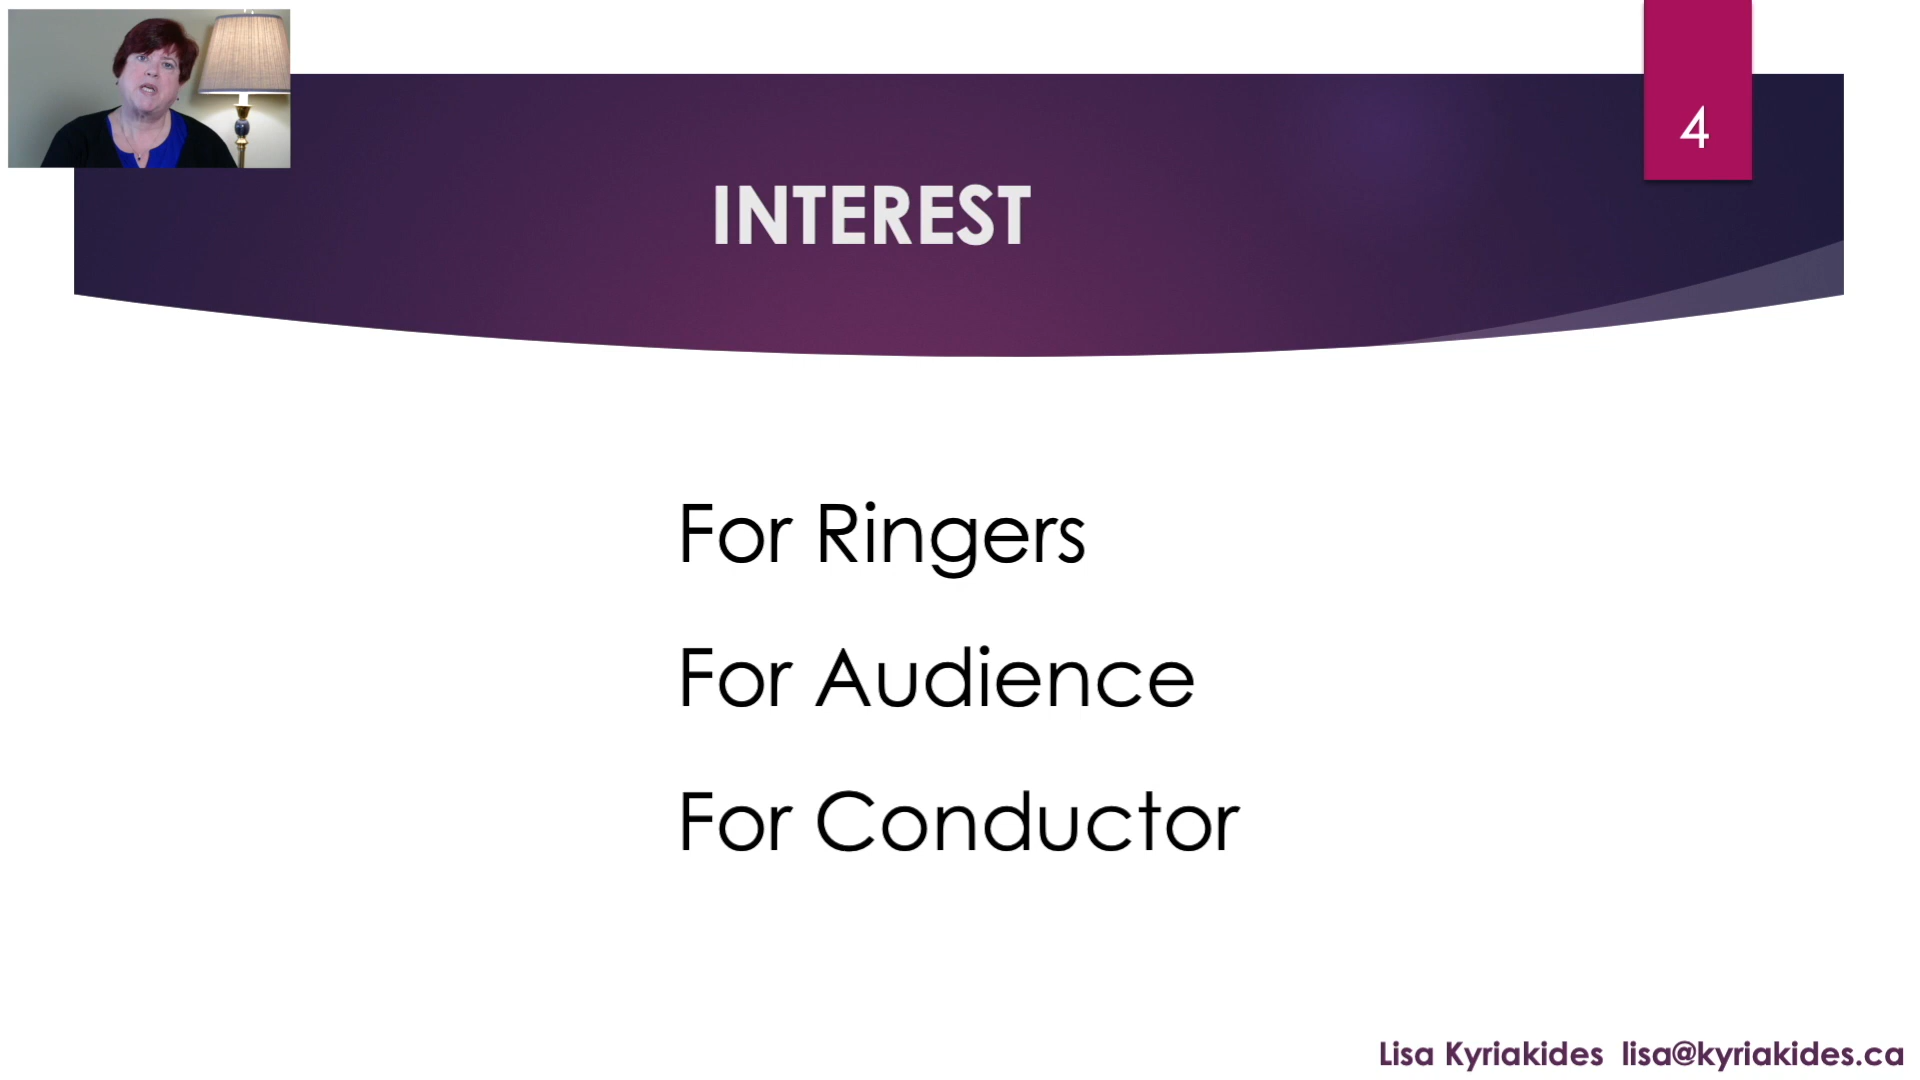 4
INTEREST
For Ringers
For Audience
For Conductor
Lisa Kyriakides lisa@kyriakides.ca